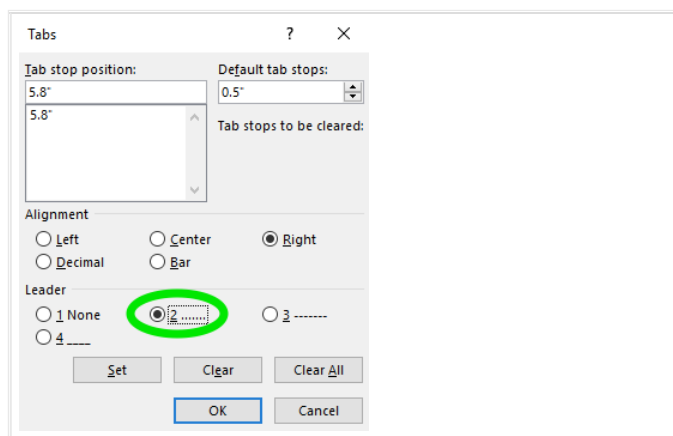 Tabs ? ×
Tab stop position: Default tab stops:
5.8" 0.5"
5.8"
Tab stops to be cleared:
Alignment
Left Center Right
Decimal Bar
Leader
1 None 2 ....... 3 -------
4 ____
Set Clear Clear All
OK Cancel